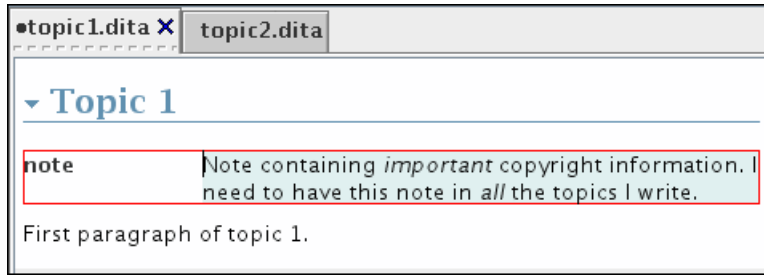 topic1.dita topic2.dita
Topic 1
note Note containing important copyright information. I
need to have this note in all the topics I write.
First paragraph of topic 1.